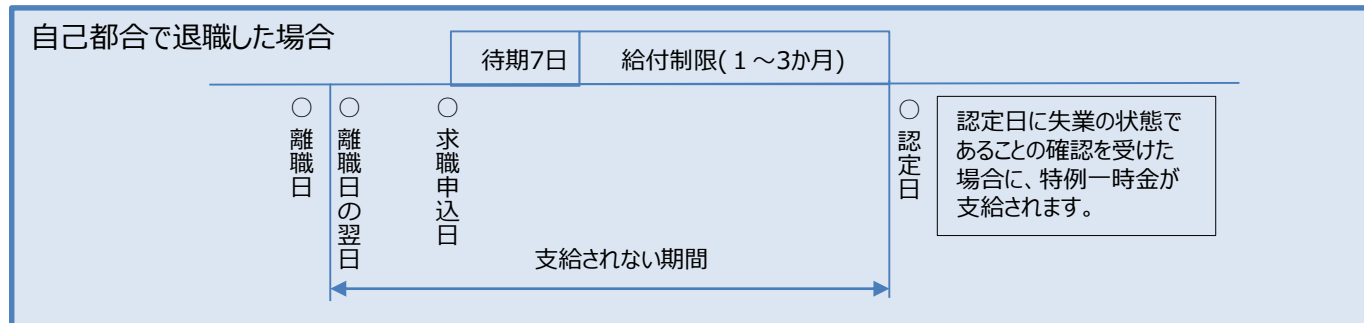 自己都合で退職した場合
待期7日
給付制限(１～3か月)
○離職日
○離職日の翌日
○求職申込日
○認定日
認定日に失業の状態で
あることの確認を受けた
場合に、特例一時金が
支給されます。
支給されない期間